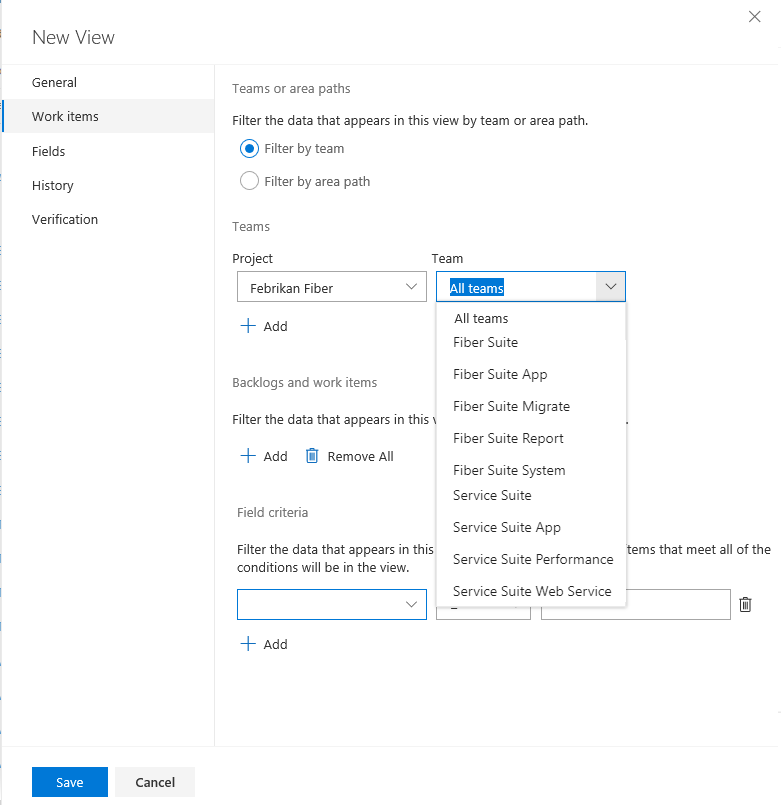 New View
General
Work items
Fields
History
Verification
Teams or area paths
Filter the data that appears in this view by team or area path.
Filter by team
Filter by area path
Teams
Project
Team
Febrikan Fiber
All teams
Add
All teams
Fiber Suite
Fiber Suite App
Fiber Suite Migrate
Fiber Suite Report
Fiber Suite System
Service Suite
Service Suite App
Service Suite Performance
Service Suite Web Service
Backlogs and work items
Filter the data that appears in this
Add
Remove All
Field criteria
Filter the data that appears in this tems that meet all of the
conditions will be in the view.
Add
Save
Cancel